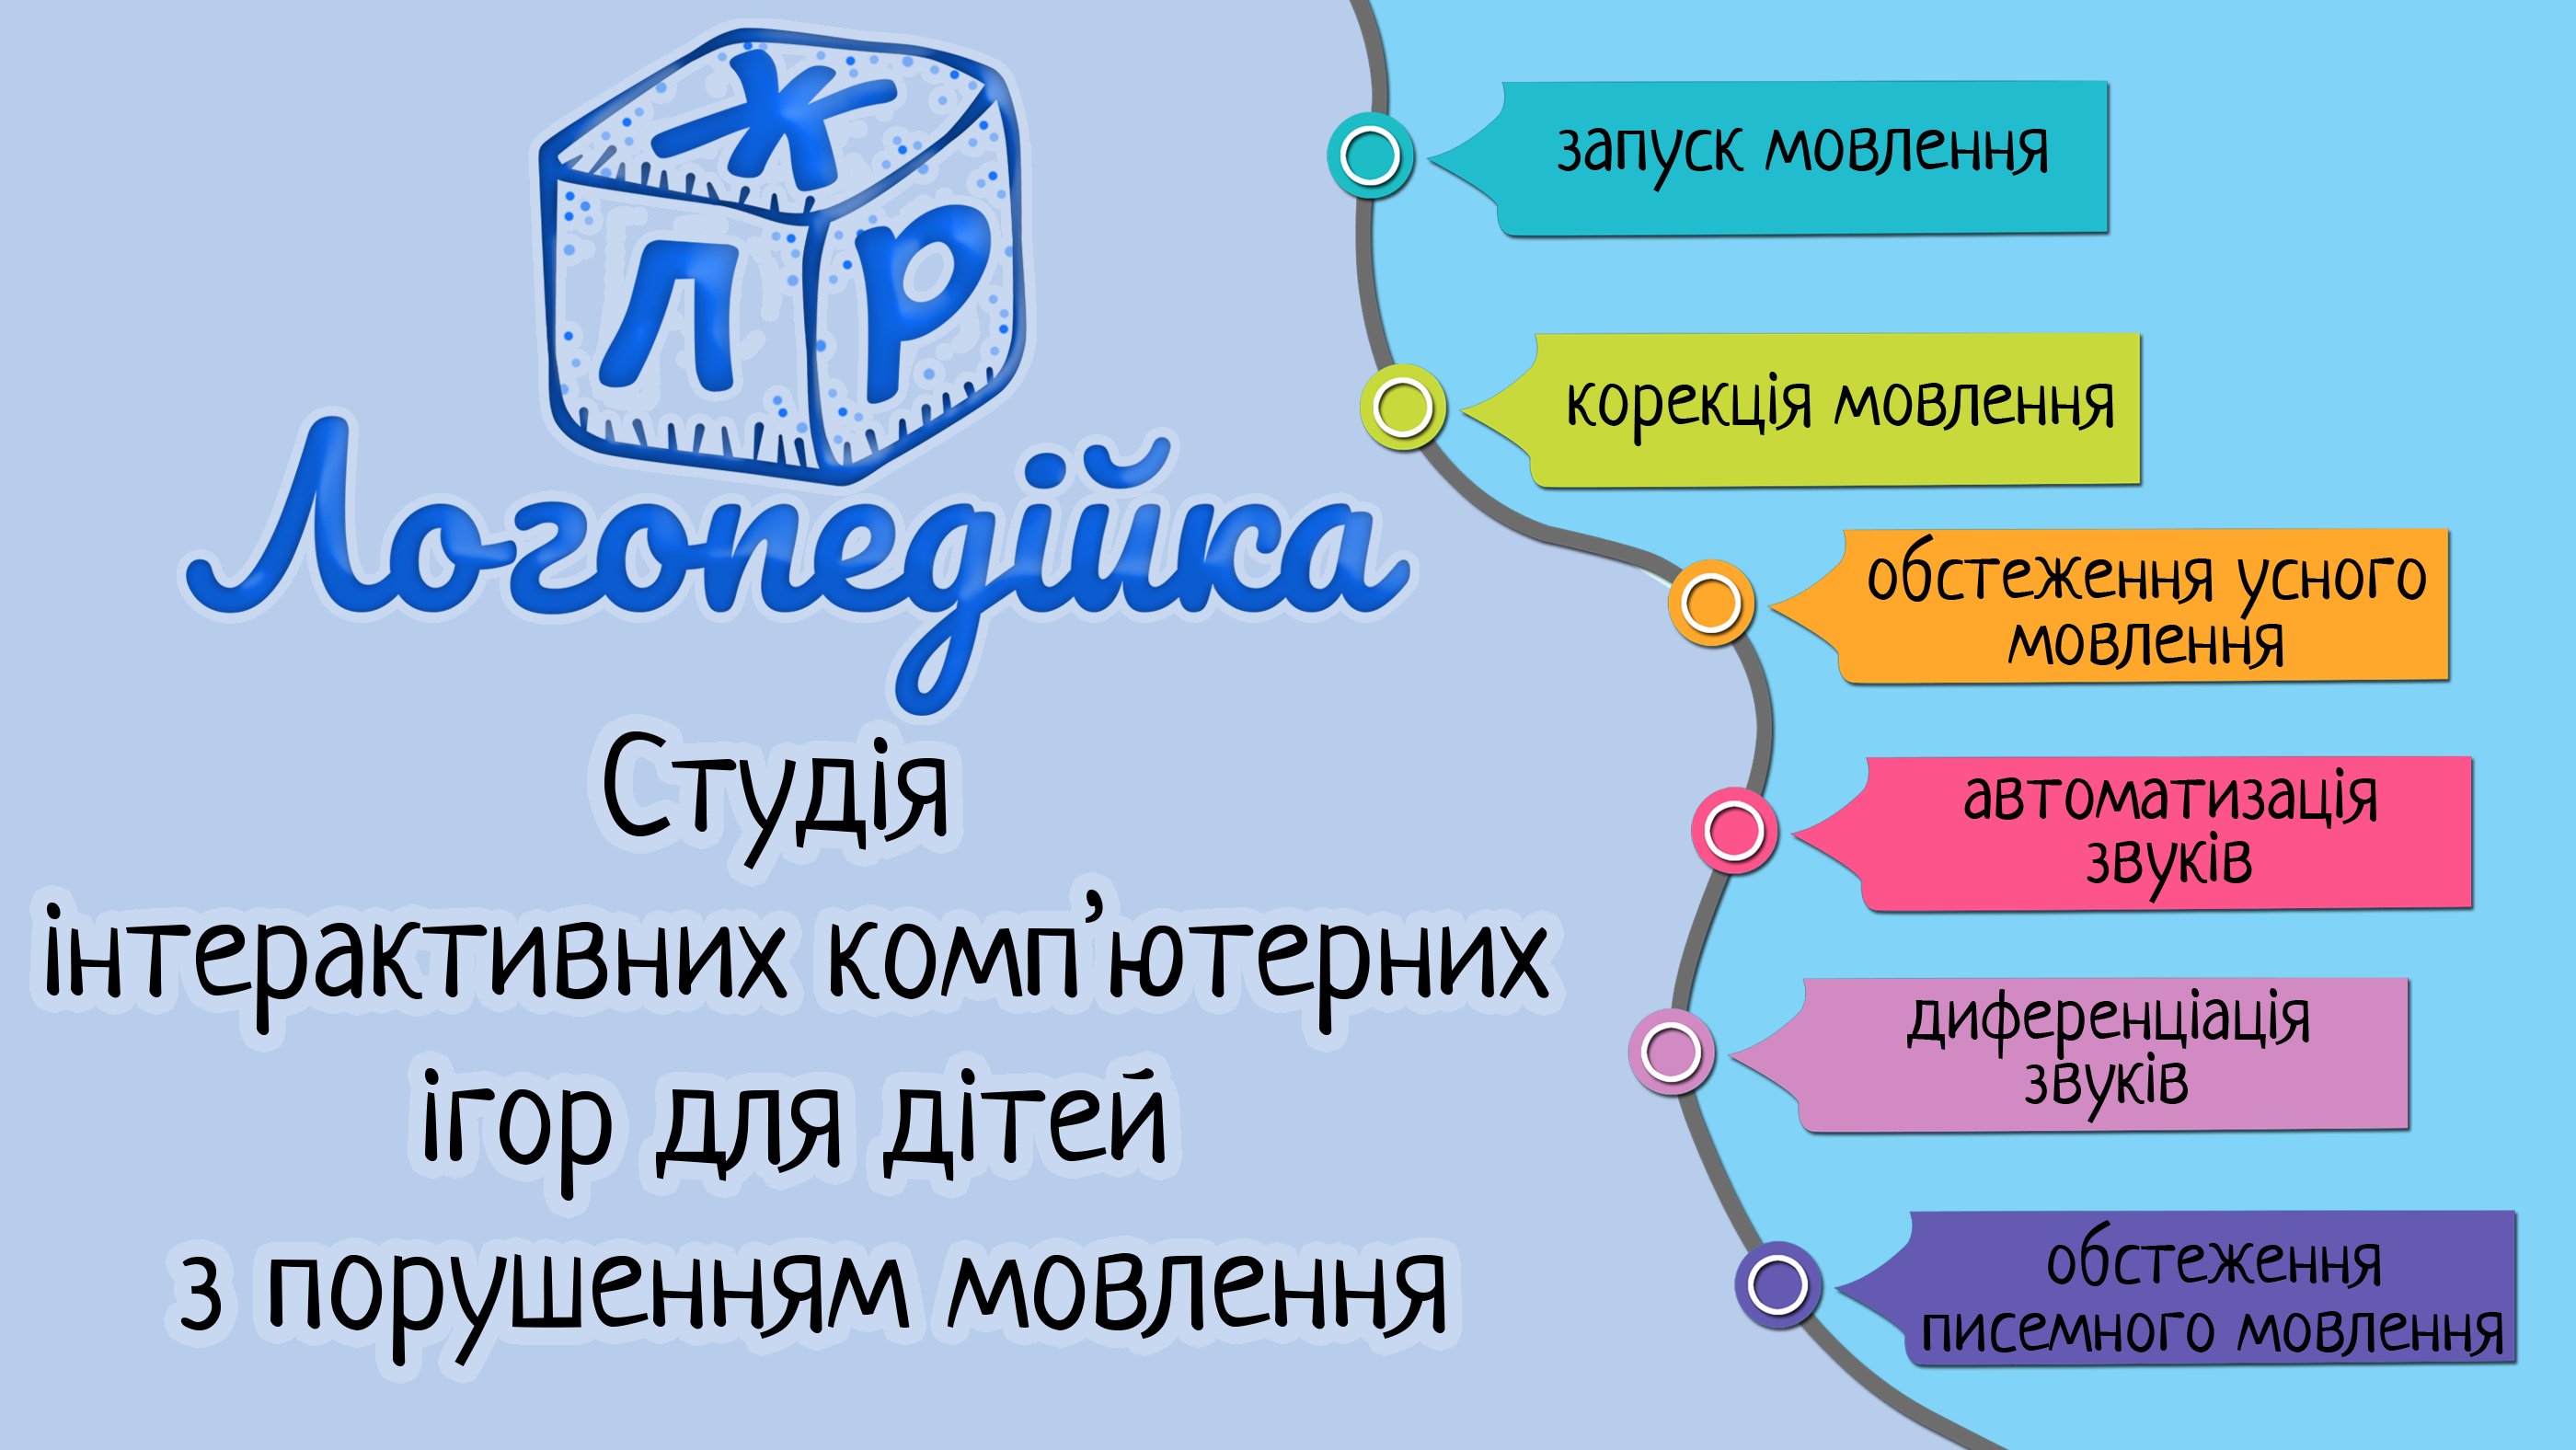 Ж
Л Р
Логопедійка
Студія
інтерактивних комп’ютерних
ігор для дітей
з порушенням мовлення
запуск мовлення
корекція мовлення
обстеження усного
мовлення
автоматизація
звуків
диференціація
звуків
обстеження
писемного мовлення